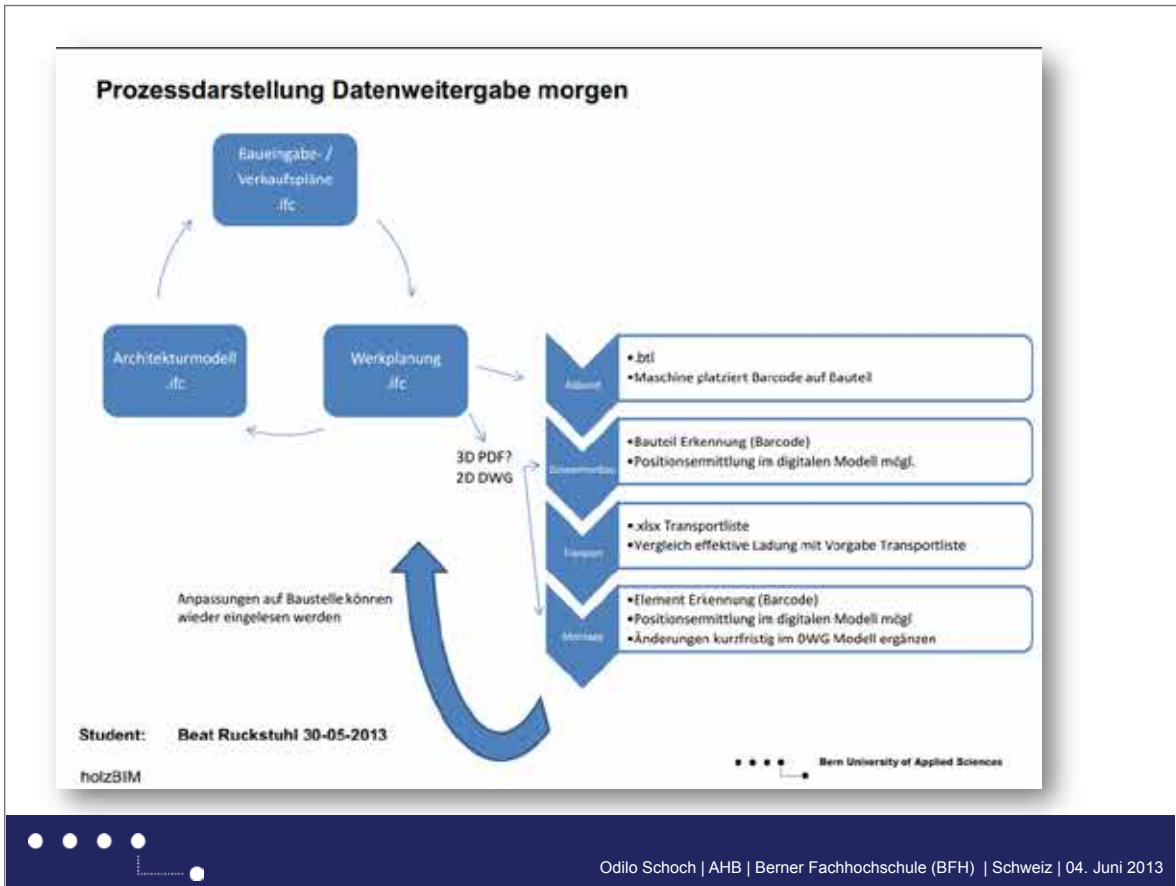 Prozessdarstellung Datenweitergabe morgen
Baueingabe- /
Verkaufspläne
.ifc
Architekturmodell
.ifc
Werkplanung
.ifc
3D PDF?
2D DWG
Abbund
•.btl
•Maschine platziert Barcode auf Bauteil
Zusammenbau
•Bauteil Erkennung (Barcode)
•Positionsermittlung im digitalen Modell mögl.
Transport
•.xlsx Transportliste
•Vergleich effektive Ladung mit Vorgabe Transportliste
Montage
•Element Erkennung (Barcode)
•Positionsermittlung im digitalen Modell mögl
•Änderungen kurzfristig im DWG Modell ergänzen
Anpassungen auf Baustelle können
wieder eingelesen werden
Student: Beat Ruckstuhl 30-05-2013
holzBIM
Bern University of Applied Sciences
Odilo Schoch | AHB | Berner Fachhochschule (BFH) | Schweiz | 04. Juni 2013